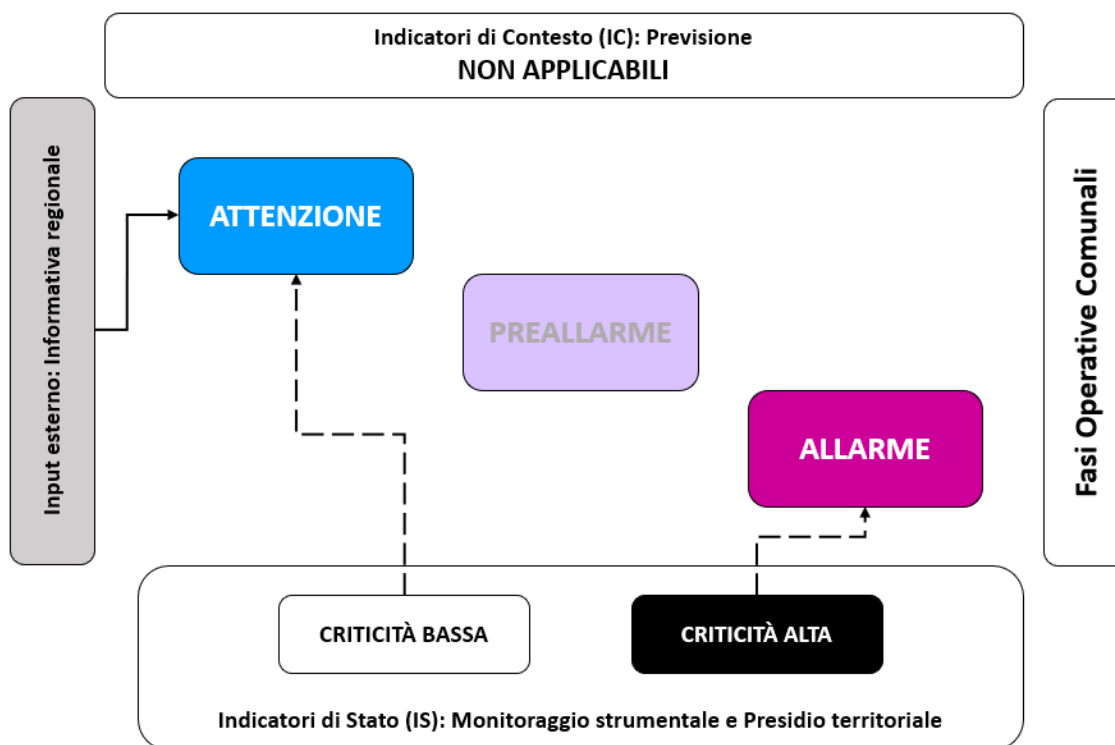 Indicatori di Contesto (IC): Previsione
NON APPLICABILI
Input esterno: Informativa regionale
ATTENZIONE
PREALLARME
ALLARME
Fasi Operative Comunali
CRITICITÀ BASSA
CRITICITÀ ALTA
Indicatori di Stato (IS): Monitoraggio strumentale e Presidio territoriale